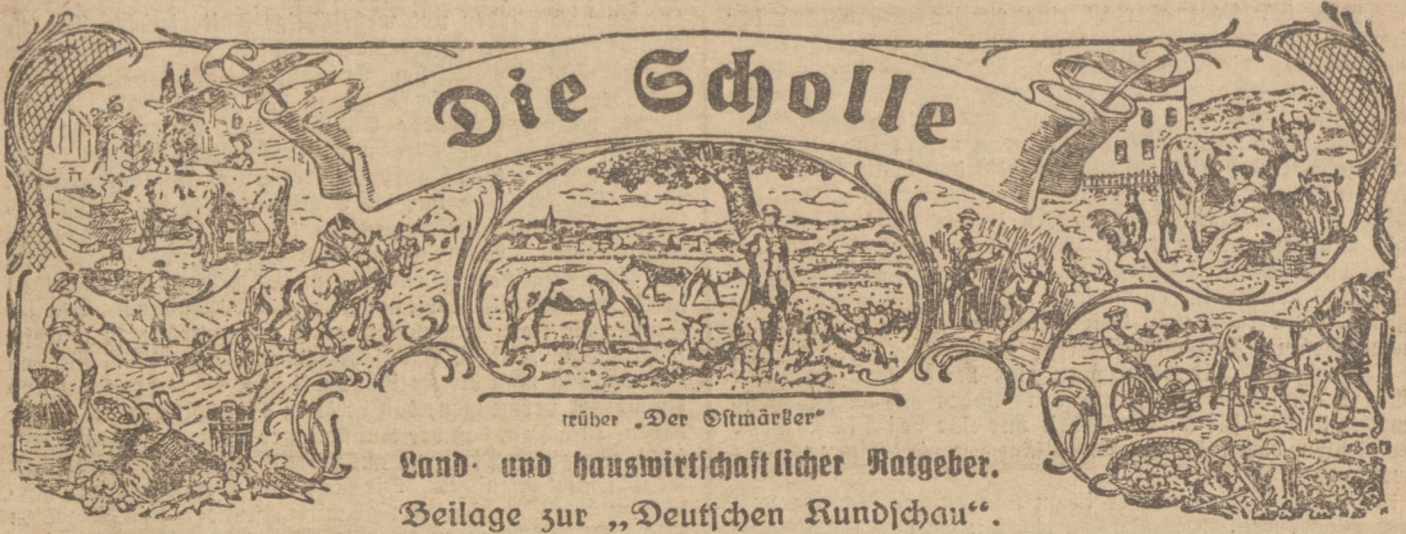 Die Scholle
früher „Der Ostmärker“
Land- und hauswirtschaftlicher Ratgeber.
Beilage zur „Deutschen Rundschau“.